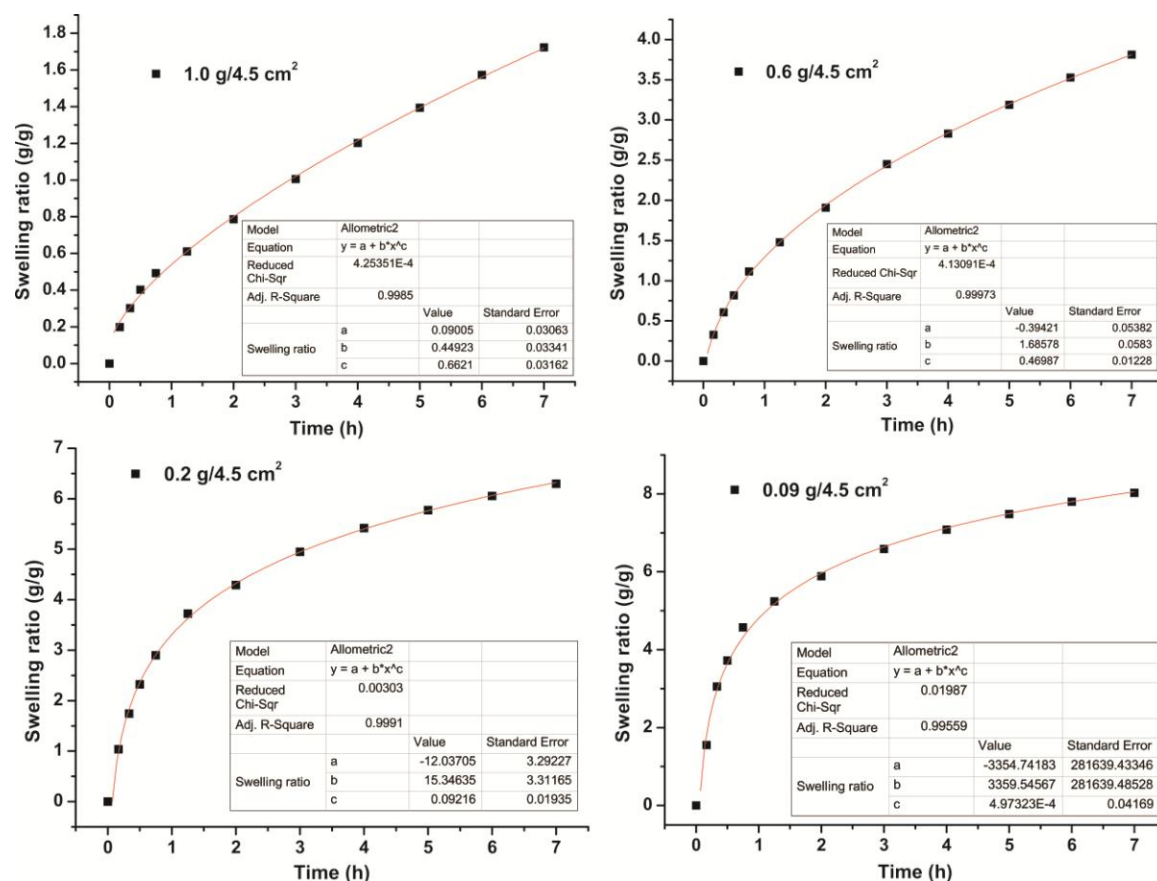 1.0 g/4.5 cm²
Swelling ratio (g/g)
1.8
1.6
1.4
1.2
1.0
0.8
0.6
0.4
0.2
0.0
Model Allometric2
Equation y = a + b*x^c
Reduced Chi-Sqr 4.25351E-4
Adj. R-Square 0.9985
Value Standard Error
Swelling ratio a 0.09005 0.03063
b 0.44923 0.03341
c 0.6621 0.03162
0 1 2 3 4 5 6 7
Time (h)
0.6 g/4.5 cm²
Swelling ratio (g/g)
4.0
3.5
3.0
2.5
2.0
1.5
1.0
0.5
0.0
Model Allometric2
Equation y = a + b*x^c
Reduced Chi-Sqr 4.13091E-4
Adj. R-Square 0.99973
Value Standard Error
Swelling ratio a -0.39421 0.05382
b 1.68578 0.0583
c 0.46987 0.01228
0 1 2 3 4 5 6 7
Time (h)
0.2 g/4.5 cm²
Swelling ratio (g/g)
7
6
5
4
3
2
1
0
Model Allometric2
Equation y = a + b*x^c
Reduced Chi-Sqr 0.00303
Adj. R-Square 0.9991
Value Standard Error
Swelling ratio a -12.03705 3.29227
b 15.34635 3.31165
c 0.09216 0.01935
0 1 2 3 4 5 6 7
Time (h)
0.09 g/4.5 cm²
Swelling ratio (g/g)
8
6
4
2
0
Model Allometric2
Equation y = a + b*x^c
Reduced Chi-Sqr 0.01987
Adj. R-Square 0.99559
Value Standard Error
Swelling ratio a -3354.74183 281639.43346
b 3359.54567 281639.48528
c 4.97323E-4 0.04169
0 1 2 3 4 5 6 7
Time (h)